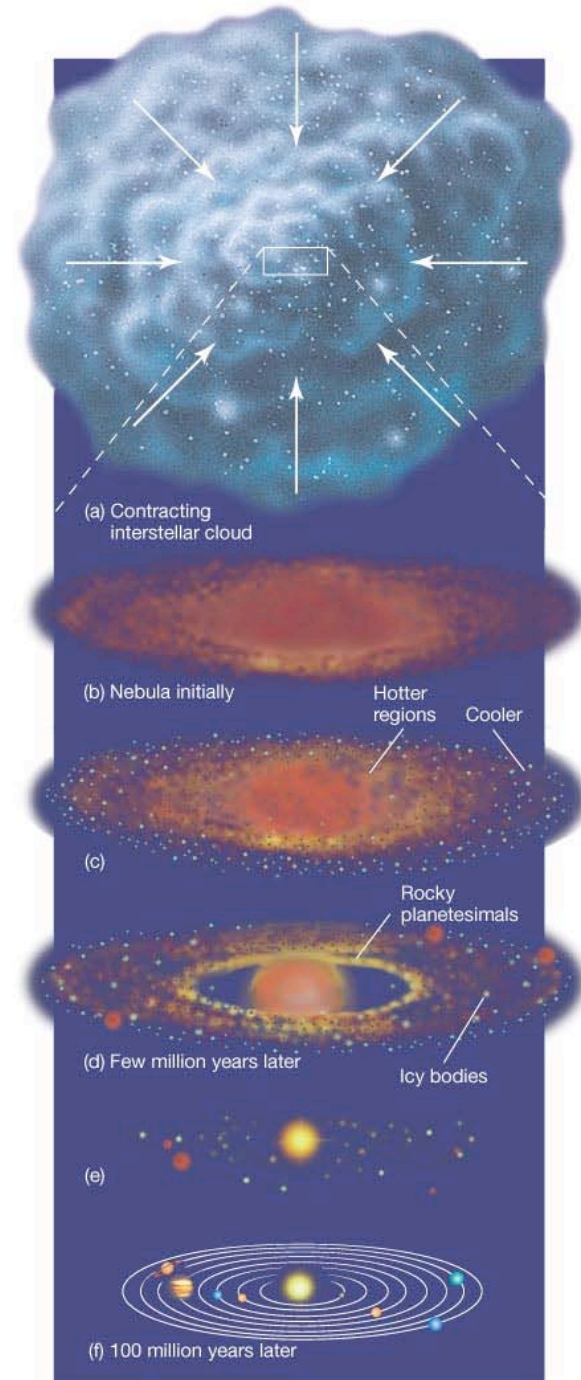 (a) Contracting
interstellar cloud
(b) Nebula initially
Hotter
regions
Cooler
(c)
Rocky
planetesimals
(d) Few million years later
Icy bodies
(e)
(f) 100 million years later